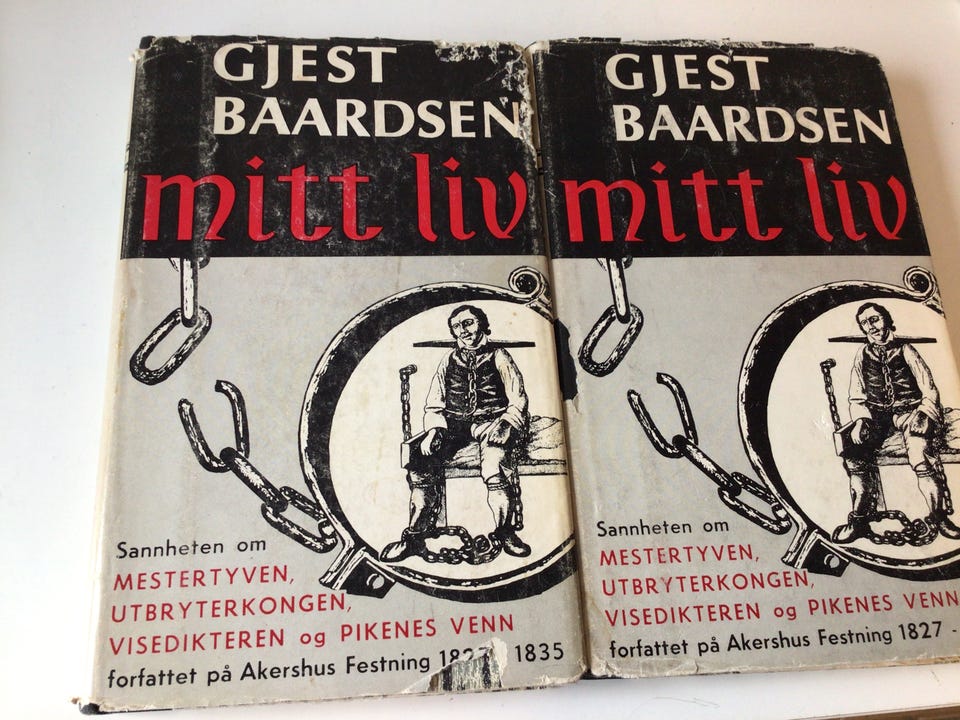 GJEST
BAARDSEN
mitt liv
Sannheten om
MESTERTYVEN,
UTBRYTERKONGEN,
VISEDIKTEREN og PIKENES VENN
forfattet på Akershus Festning 1827 1835
GJEST
BAARDSEN
mitt liv
Sannheten om
MESTERTYVEN,
UTBRYTERKONGEN,
VISEDIKTEREN og PIKENES VENN
forfattet på Akershus Festning 1827 -